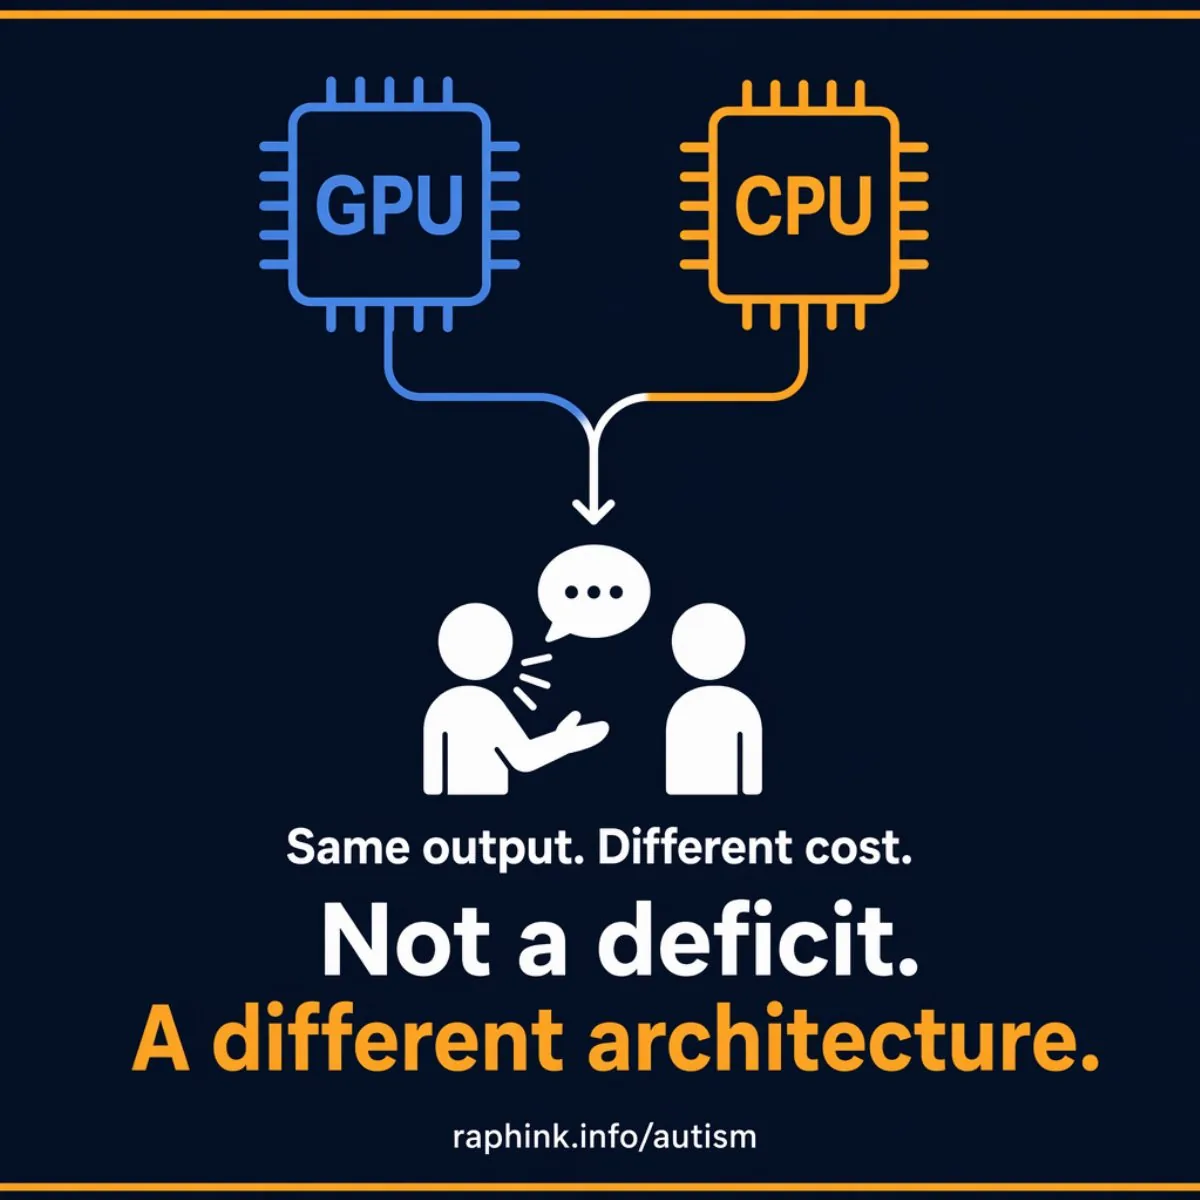 GPU
CPU
Same output. Different cost.
Not a deficit.
A different architecture.
raphink.info/autism